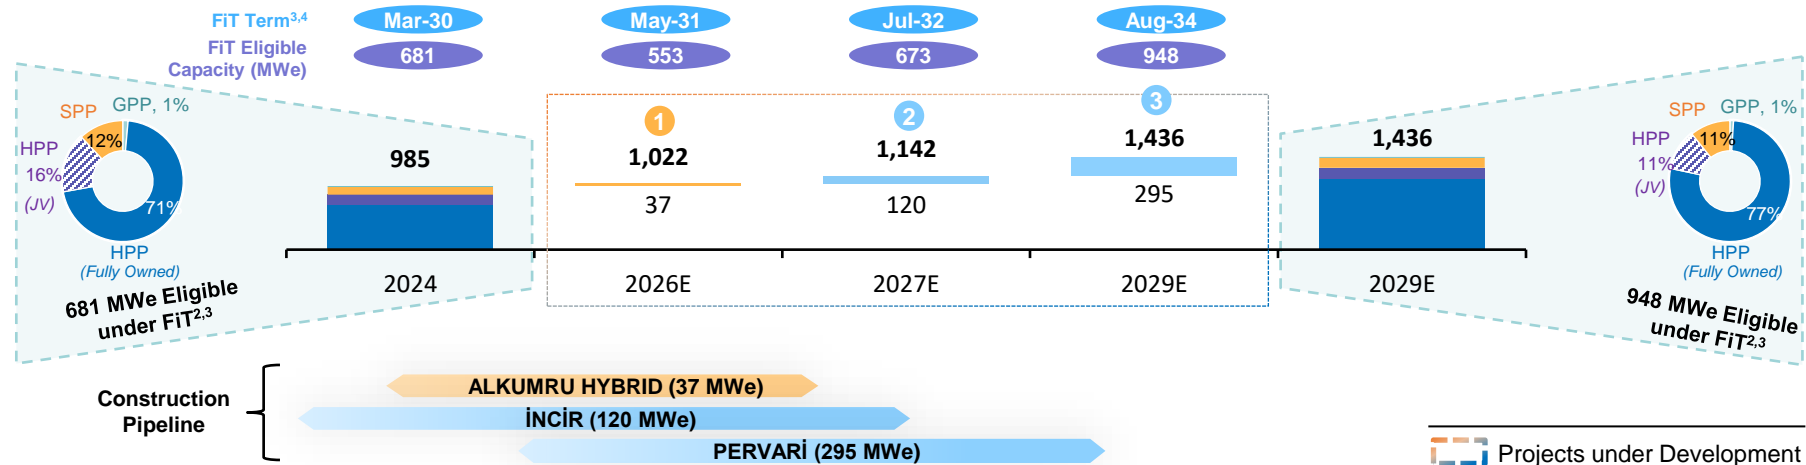 FiT Term3,4
Mar-30
May-31
Jul-32
Aug-34
FiT Eligible
Capacity (MWe)
681
553
673
948
SPP
GPP, 1%
12%
HPP
16%
(JV)
71%
HPP
(Fully Owned)
681 MWe Eligible
under FiT2,3
985
1
1,022
37
2
1,142
120
3
1,436
295
1,436
2024
2026E
2027E
2029E
2029E
SPP
GPP, 1%
11%
HPP
11%
(JV)
77%
HPP
(Fully Owned)
948 MWe Eligible
under FiT2,3
Construction
Pipeline
ALKUMRU HYBRID (37 MWe)
İNCİR (120 MWe)
PERVARİ (295 MWe)
Projects under Development